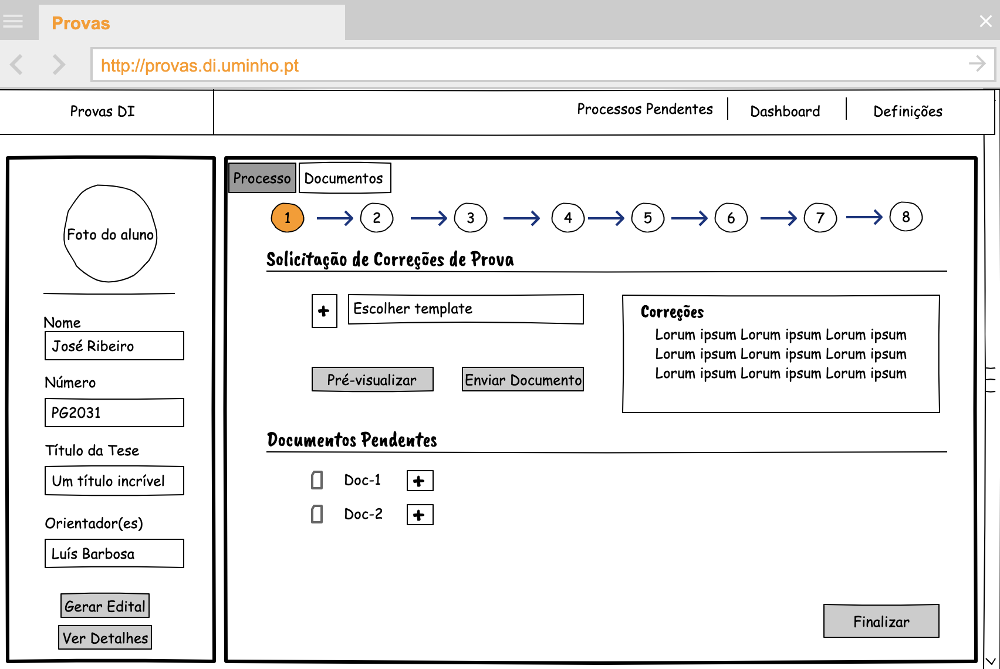 Provas
http://provas.di.uminho.pt
Provas DI
Processos Pendentes
Dashboard
Definições
Foto do aluno
Nome
José Ribeiro
Número
PG2031
Título da Tese
Um título incrível
Orientador(es)
Luís Barbosa
Gerar Edital
Ver Detalhes
Processo
Documentos
1
2
3
4
5
6
7
8
Solicitação de Correções de Prova
+
Escolher template
Pré-visualizar
Enviar Documento
Correções
Lorum ipsum Lorum ipsum Lorum ipsum
Lorum ipsum Lorum ipsum Lorum ipsum
Lorum ipsum Lorum ipsum Lorum ipsum
Documentos Pendentes
Doc-1
+
Doc-2
+
Finalizar